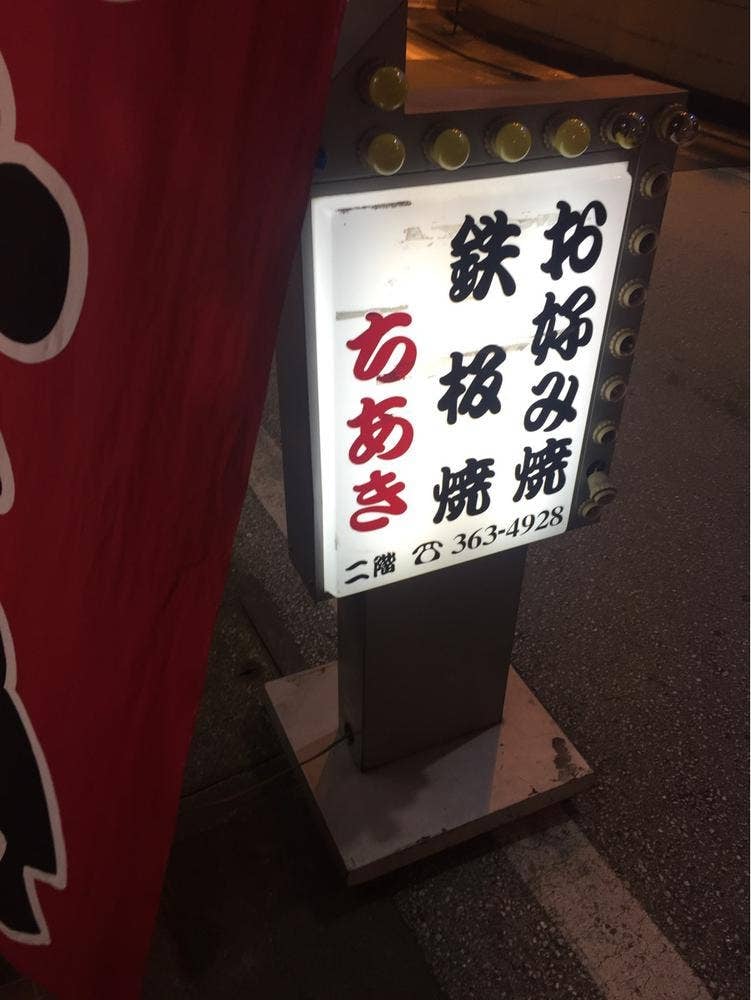 お好み焼
鉄板焼
ちあき
二階 ☎ 363-4928